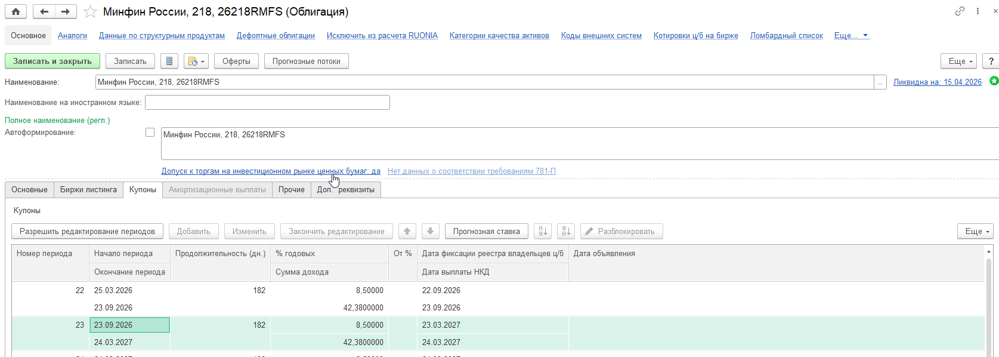 Минфин России, 218, 26218RMFS (Облигация)
Основное Аналоги Данные по структурным продуктам Дефолтные облигации Исключить из расчета RUONIA Категории качества активов Коды внешних систем Котировки ц/б на бирже Ломбардный список Еще...
Записать и закрыть Записать Оферты Прогнозные потоки Еще ?
Наименование: Минфин России, 218, 26218RMFS ... Ликвидна на: 15.04.2026
Наименование на иностранном языке:
Полное наименование (регл.)
Автоформирование: Минфин России, 218, 26218RMFS
Допуск к торгам на инвестиционном рынке ценных бумаг: да Нет данных о соответствии требованиям 781-П
Основные Биржи листинга Купоны Амортизационные выплаты Прочие Доп. реквизиты
Купоны
Разрешить редактирование периодов Добавить Изменить Закончить редактирование Прогнозная ставка Разблокировать Еще
Номер периода Начало периода Продолжительность (дн.) % годовых От % Дата фиксации реестра владельцев ц/б Дата объявления
Окончание периода Сумма дохода Дата выплаты НКД
22 25.03.2026 182 8,50000 22.09.2026
23.09.2026 42,3800000 23.09.2026
23 23.09.2026 182 8,50000 23.03.2027
24.03.2027 42,3800000 24.03.2027